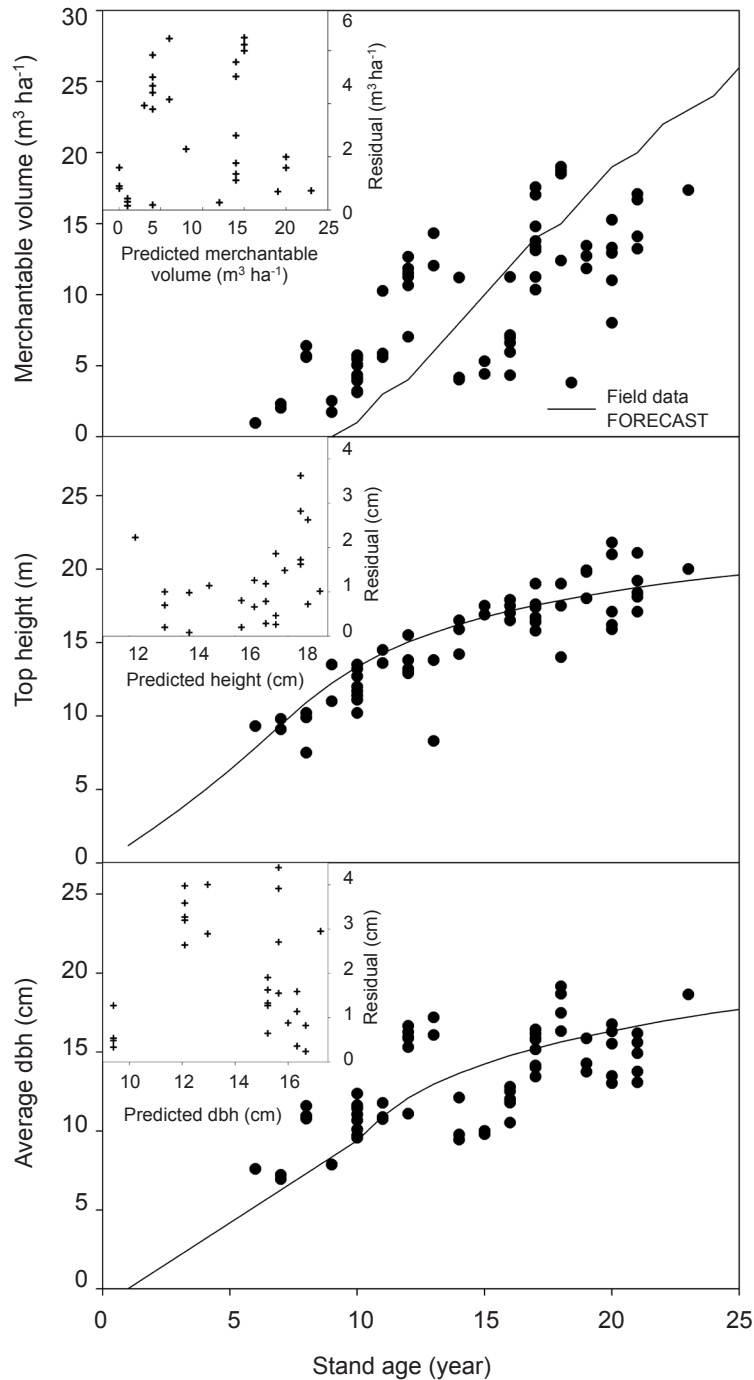 30
25
20
15
10
5
0
Merchantable volume (m³ ha⁻¹)
6
4
2
0
Residual (m³ ha⁻¹)
0 5 10 15 20 25
Predicted merchantable
volume (m³ ha⁻¹)
Field data
FORECAST
25
20
15
10
5
0
Top height (m)
4
3
2
1
0
Residual (cm)
12 14 16 18
Predicted height (cm)
25
20
15
10
5
0
Average dbh (cm)
4
3
2
1
0
Residual (cm)
10 12 14 16
Predicted dbh (cm)
0 5 10 15 20 25
Stand age (year)